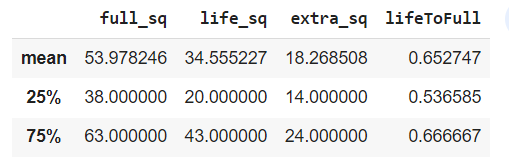 full_sq life_sq extra_sq lifeToFull
mean 53.978246 34.555227 18.268508 0.652747
25% 38.000000 20.000000 14.000000 0.536585
75% 63.000000 43.000000 24.000000 0.666667